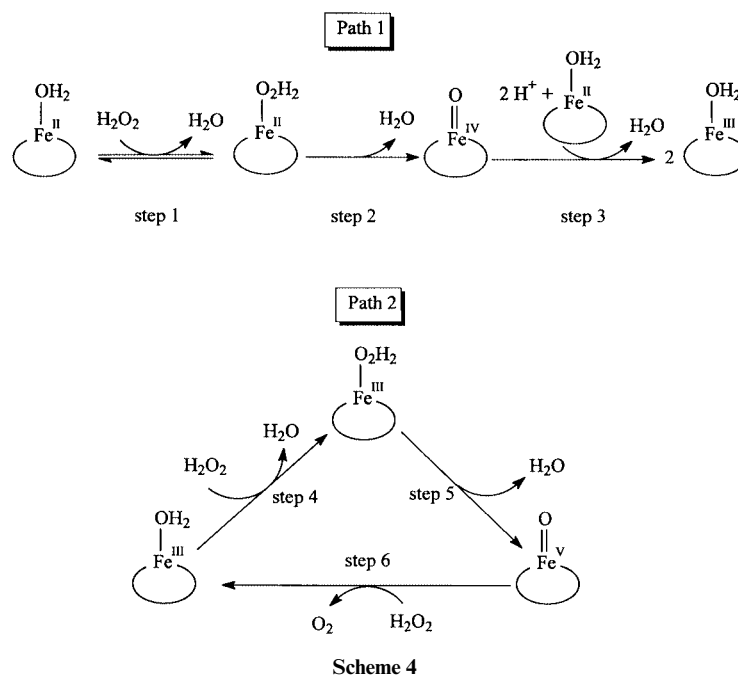 Path 1
OH₂
Fe II
H₂O₂
H₂O
step 1
O₂H₂
Fe II
H₂O
step 2
O
Fe IV
2 H⁺ +
OH₂
Fe II
H₂O
step 3
2
OH₂
Fe III
Path 2
O₂H₂
Fe III
H₂O₂
H₂O
step 4
step 5
H₂O
OH₂
Fe III
O
Fe V
step 6
O₂
H₂O₂
Scheme 4